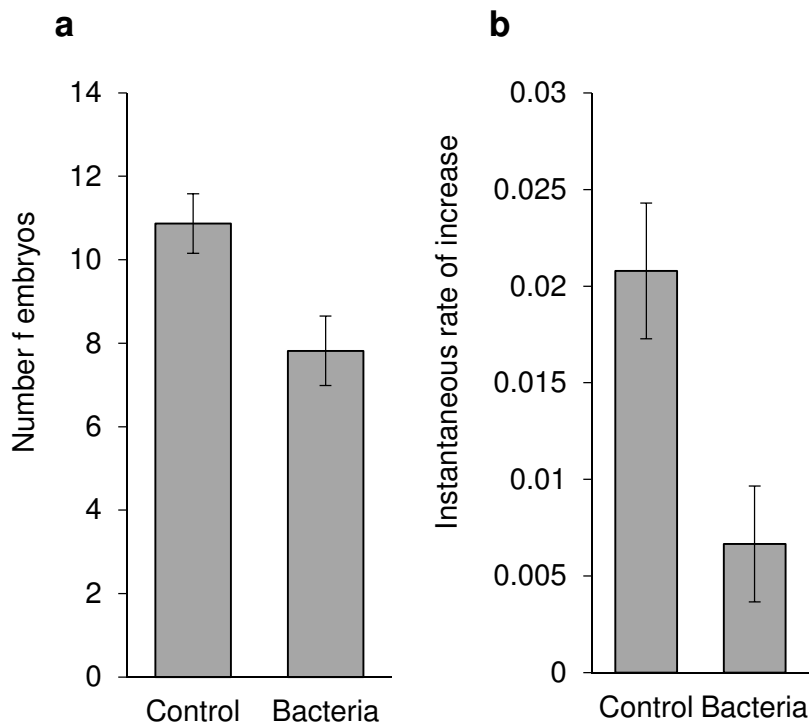 a
14
12
10
8
6
4
2
0
Number f embryos
Control Bacteria
b
0.03
0.025
0.02
0.015
0.01
0.005
0
Instantaneous rate of increase
Control Bacteria